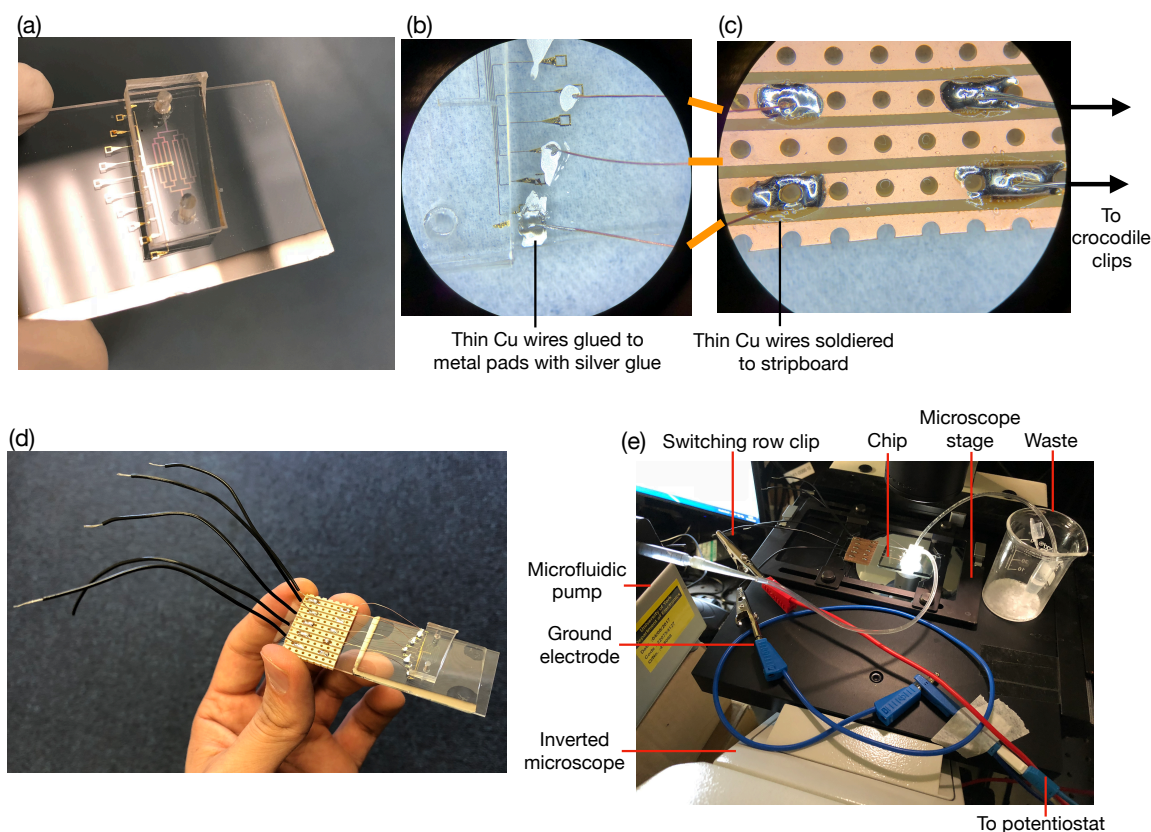 (a)
(b)
(c)
To
crocodile
clips
Thin Cu wires glued to
metal pads with silver glue
Thin Cu wires soldiered
to stripboard
(d)
(e)
Switching row clip
Chip
Microscope
stage
Waste
Microfluidic
pump
Ground
electrode
Inverted
microscope
To potentiostat